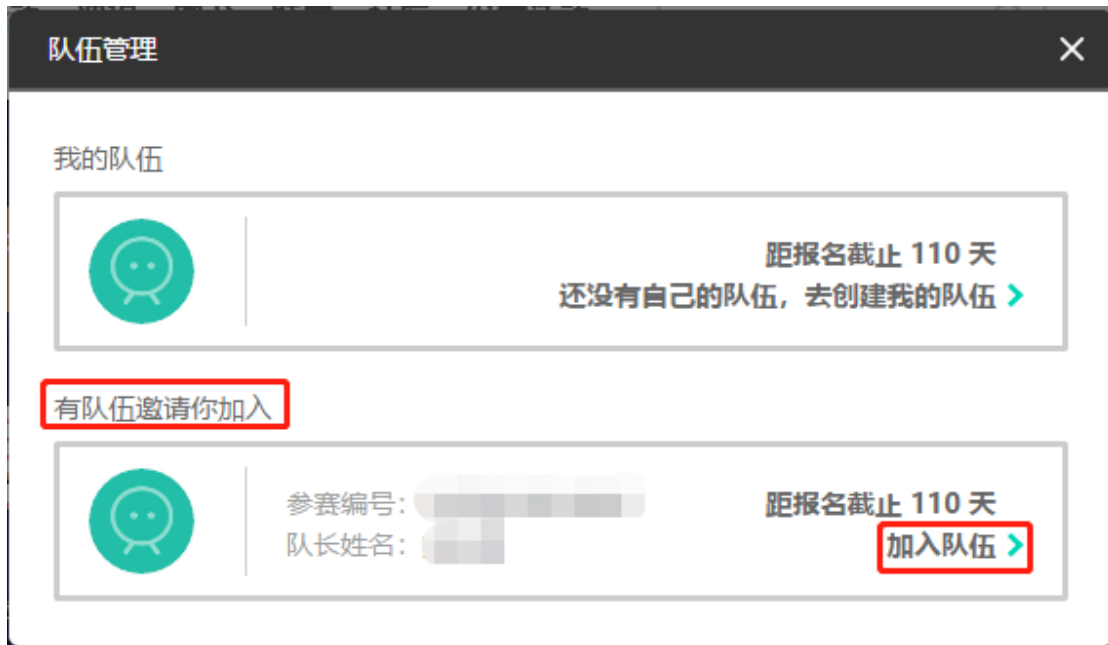 队伍管理
我的队伍
距报名截止 110 天
还没有自己的队伍，去创建我的队伍
有队伍邀请你加入
参赛编号：
距报名截止 110 天
队长姓名：
加入队伍